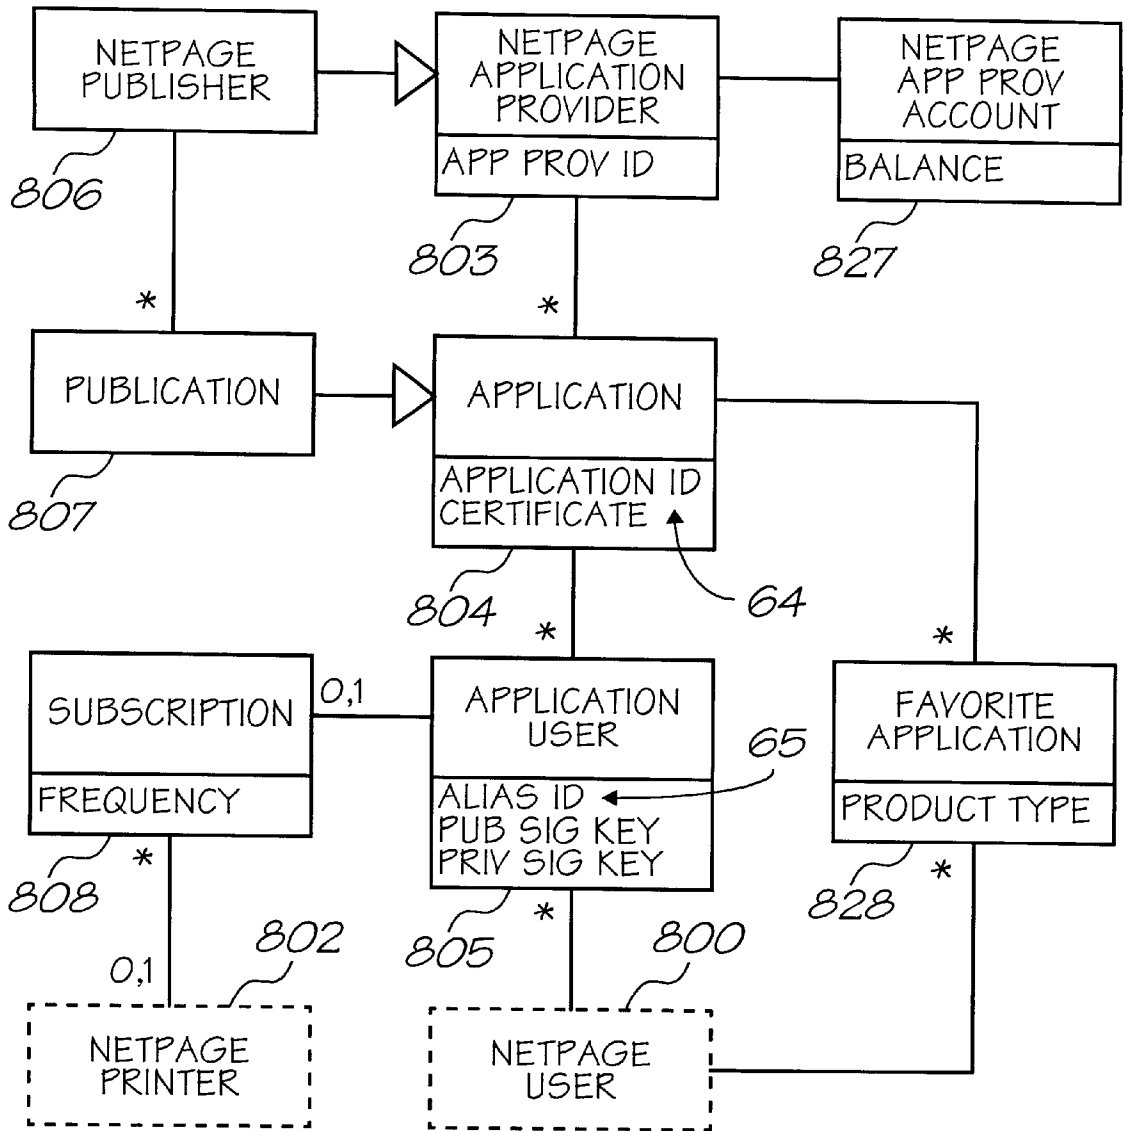 NETPAGE
PUBLISHER
806
NETPAGE
APPLICATION
PROVIDER
APP PROV ID
803
NETPAGE
APP PROV
ACCOUNT
BALANCE
827
*
*
PUBLICATION
807
APPLICATION
APPLICATION ID
CERTIFICATE
804
64
*
*
SUBSCRIPTION
FREQUENCY
808
0,1
APPLICATION
USER
65
ALIAS ID
PUB SIG KEY
PRIV SIG KEY
805
FAVORITE
APPLICATION
PRODUCT TYPE
828
*
*
*
802
800
0,1
NETPAGE
PRINTER
NETPAGE
USER